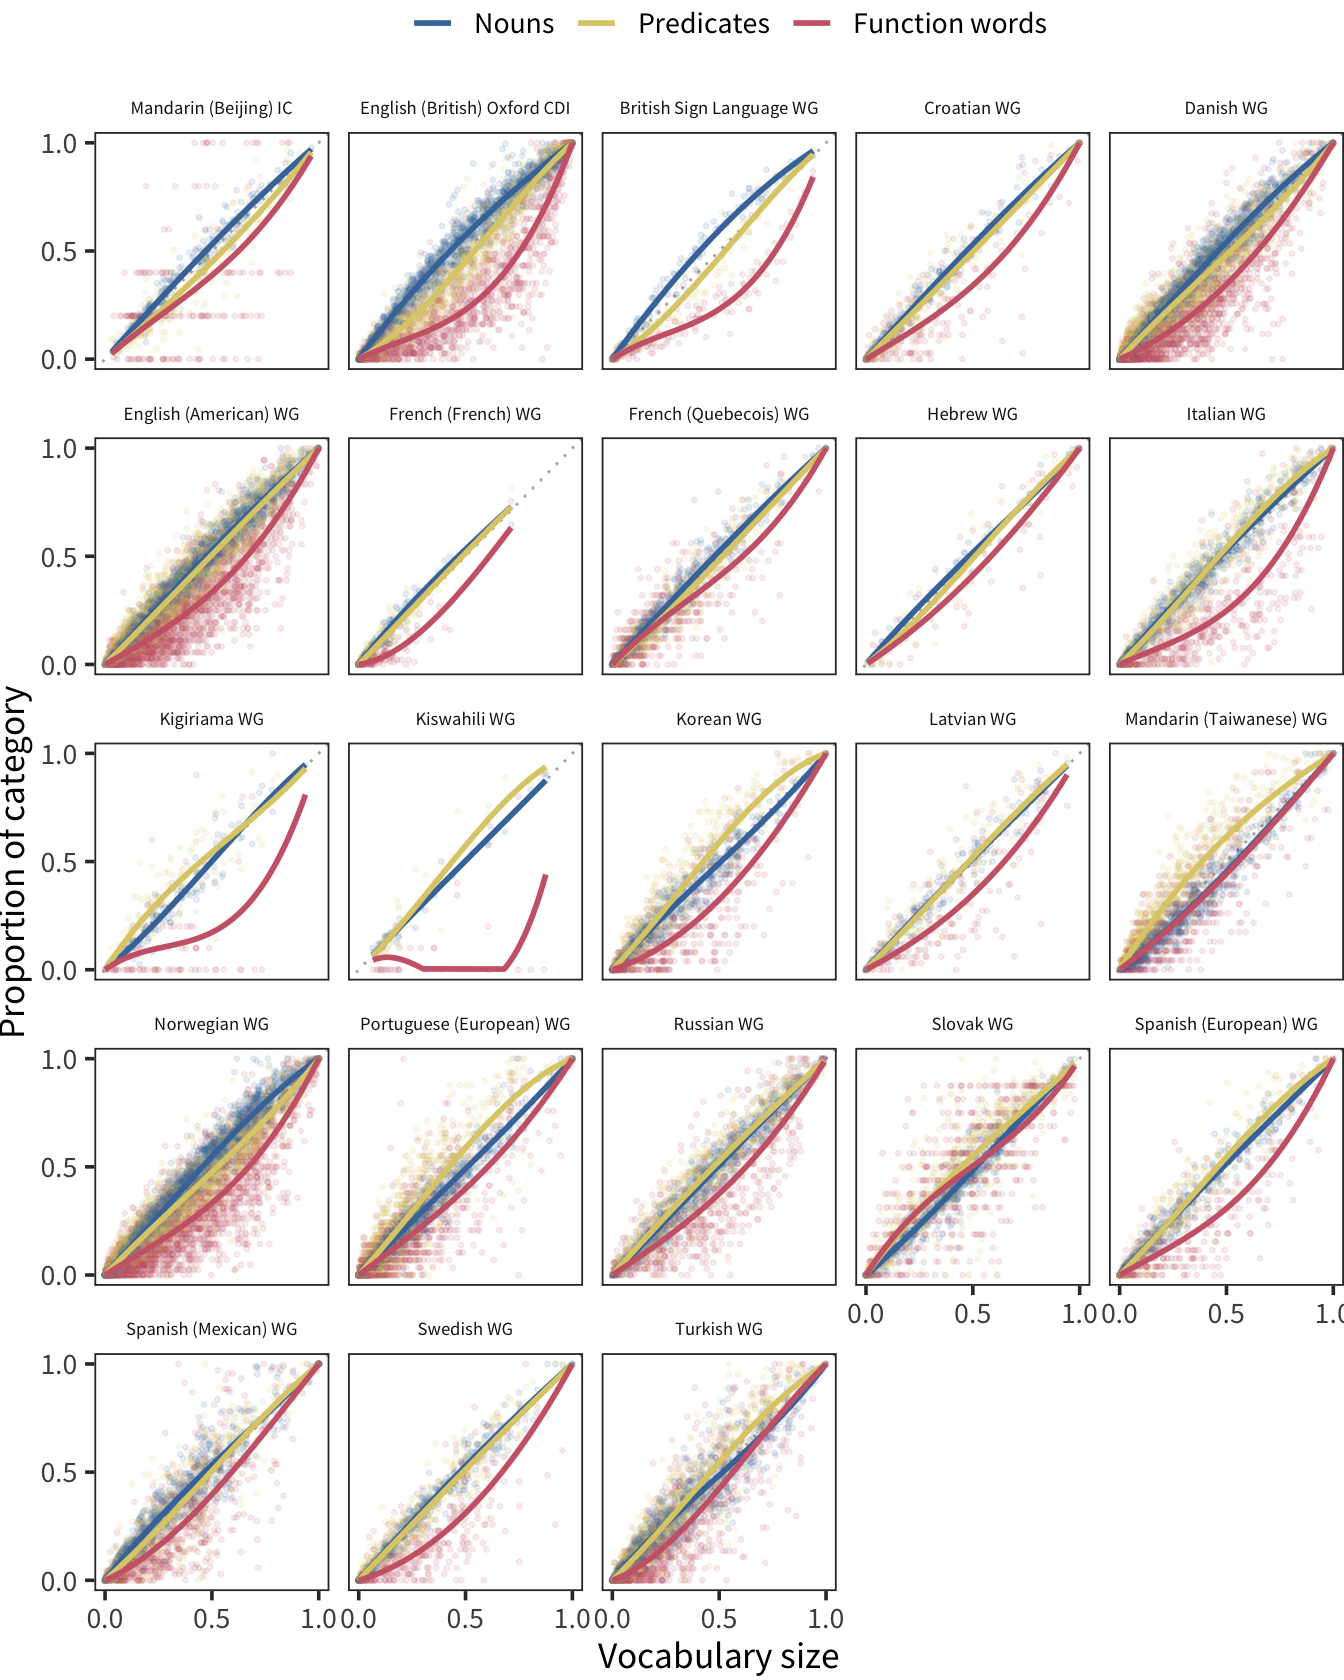 Nouns Predicates Function words
Mandarin (Beijing) IC English (British) Oxford CDI British Sign Language WG Croatian WG Danish WG
1.0
0.5
0.0
English (American) WG French (French) WG French (Quebecois) WG Hebrew WG Italian WG
1.0
0.5
0.0
Kigiriama WG Kiswahili WG Korean WG Latvian WG Mandarin (Taiwanese) WG
1.0
0.5
0.0
Proportion of category
Norwegian WG Portuguese (European) WG Russian WG Slovak WG Spanish (European) WG
1.0
0.5
0.0
0.0 0.5 1.0 0.0 0.5 1.0
Spanish (Mexican) WG Swedish WG Turkish WG
1.0
0.5
0.0
0.0 0.5 1.0 0.0 0.5 1.0 0.0 0.5 1.0
Vocabulary size